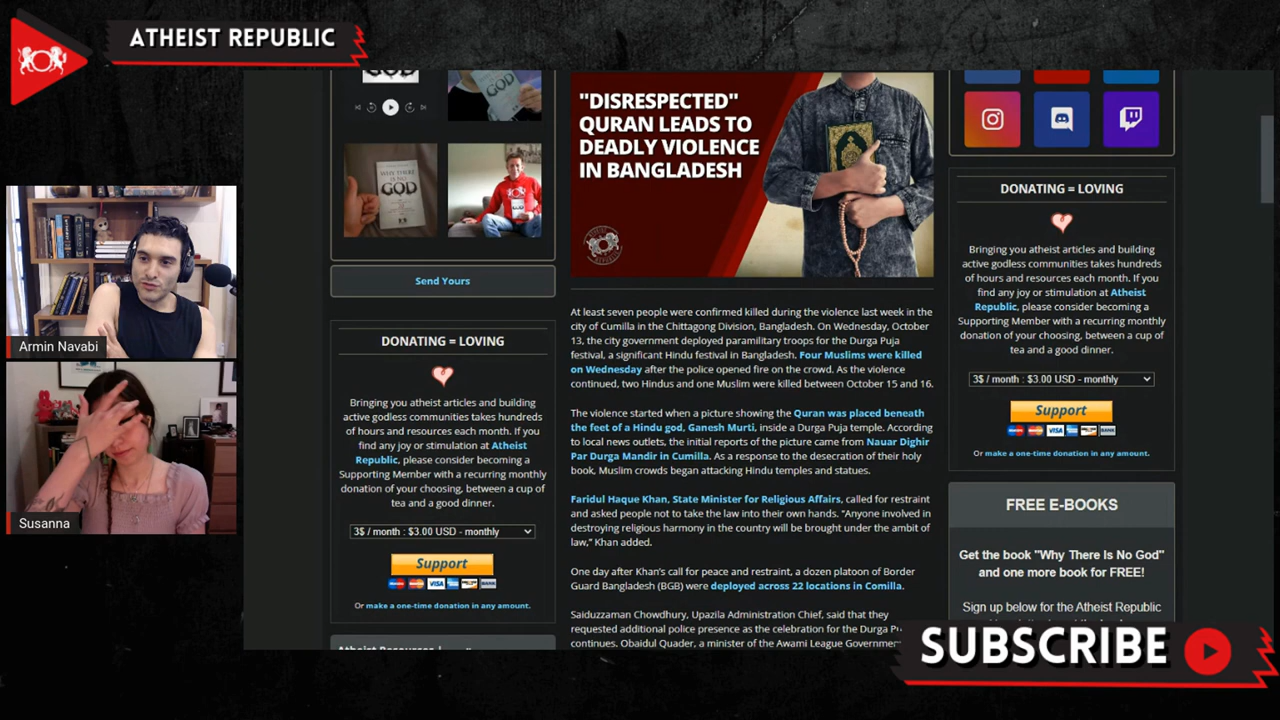 ATHEIST REPUBLIC
GOD
GOD
WHY THERE
IS NO
GOD
Send Yours
DONATING = LOVING
Bringing you atheist articles and building
active godless communities takes hundreds
of hours and resources each month. If you
find any joy or stimulation at Atheist
Republic, please consider becoming a
Supporting Member with a recurring monthly
donation of your choosing, between a cup of
tea and a good dinner.
3$ / month : $3.00 USD - monthly
Support
VISA
BANK
Or make a one-time donation in any amount.
"DISRESPECTED"
QURAN LEADS TO
DEADLY VIOLENCE
IN BANGLADESH
At least seven people were confirmed killed during the violence last week in the
city of Cumilla in the Chittagong Division, Bangladesh. On Wednesday, October
13, the city government deployed paramilitary troops for the Durga Puja
festival, a significant Hindu festival in Bangladesh. Four Muslims were killed
on Wednesday after the police opened fire on the crowd. As the violence
continued, two Hindus and one Muslim were killed between October 15 and 16.
The violence started when a picture showing the Quran was placed beneath
the feet of a Hindu god, Ganesh Murti, inside a Durga Puja temple. According
to local news outlets, the initial reports of the picture came from Nauar Dighir
Par Durga Mandir in Cumilla. As a response to the desecration of their holy
book, Muslim crowds began attacking Hindu temples and statues.
Faridul Haque Khan, State Minister for Religious Affairs, called for restraint
and asked people not to take the law into their own hands. "Anyone involved in
destroying religious harmony in the country will be brought under the ambit of
law," Khan added.
One day after Khan's call for peace and restraint, a dozen platoon of Border
Guard Bangladesh (BGB) were deployed across 22 locations in Comilla.
Saiduzzaman Chowdhury, Upazila Administration Chief, said that they
requested additional police presence as the celebration for the Durga
continues. Obaidul Quader, a minister of the Awami League
DONATING = LOVING
Bringing you atheist articles and building
active godless communities takes hundreds
of hours and resources each month. If you
find any joy or stimulation at Atheist
Republic, please consider becoming a
Supporting Member with a recurring monthly
donation of your choosing, between a cup of
tea and a good dinner.
3$ / month : $3.00 USD - monthly
Support
VISA
BANK
Or make a one-time donation in any amount.
FREE E-BOOKS
Get the book "Why There Is No God"
and one more book for FREE!
Sign up below for the Atheist Republic
Armin Navabi
Susanna
SUBSCRIBE